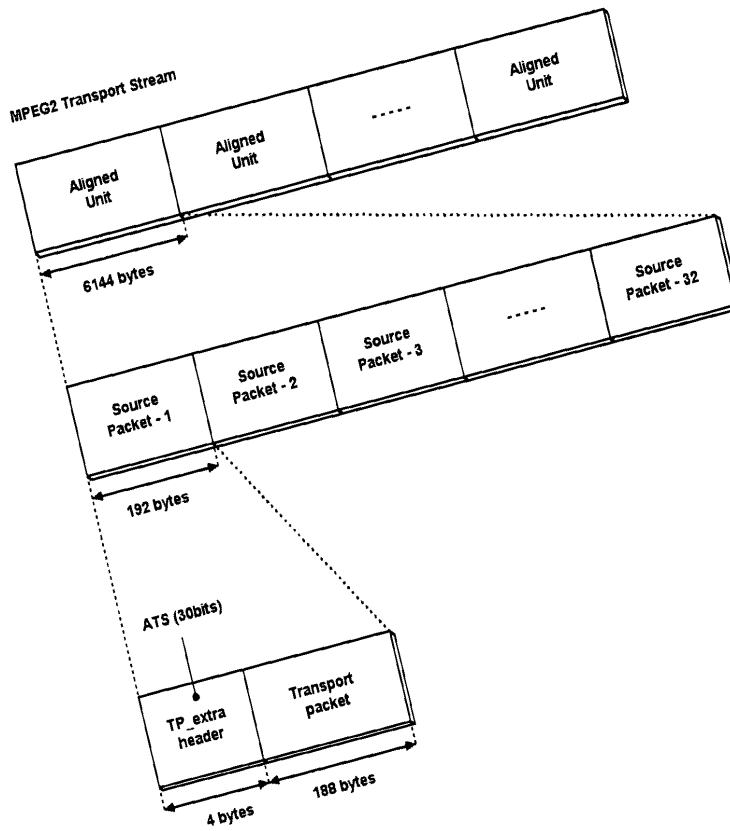 MPEG2 Transport Stream
Aligned
Unit
Aligned
Unit
-----
Aligned
Unit
6144 bytes
Source
Packet - 1
Source
Packet - 2
Source
Packet - 3
-----
Source
Packet - 32
192 bytes
ATS (30bits)
TP_extra
header
Transport
packet
4 bytes
188 bytes